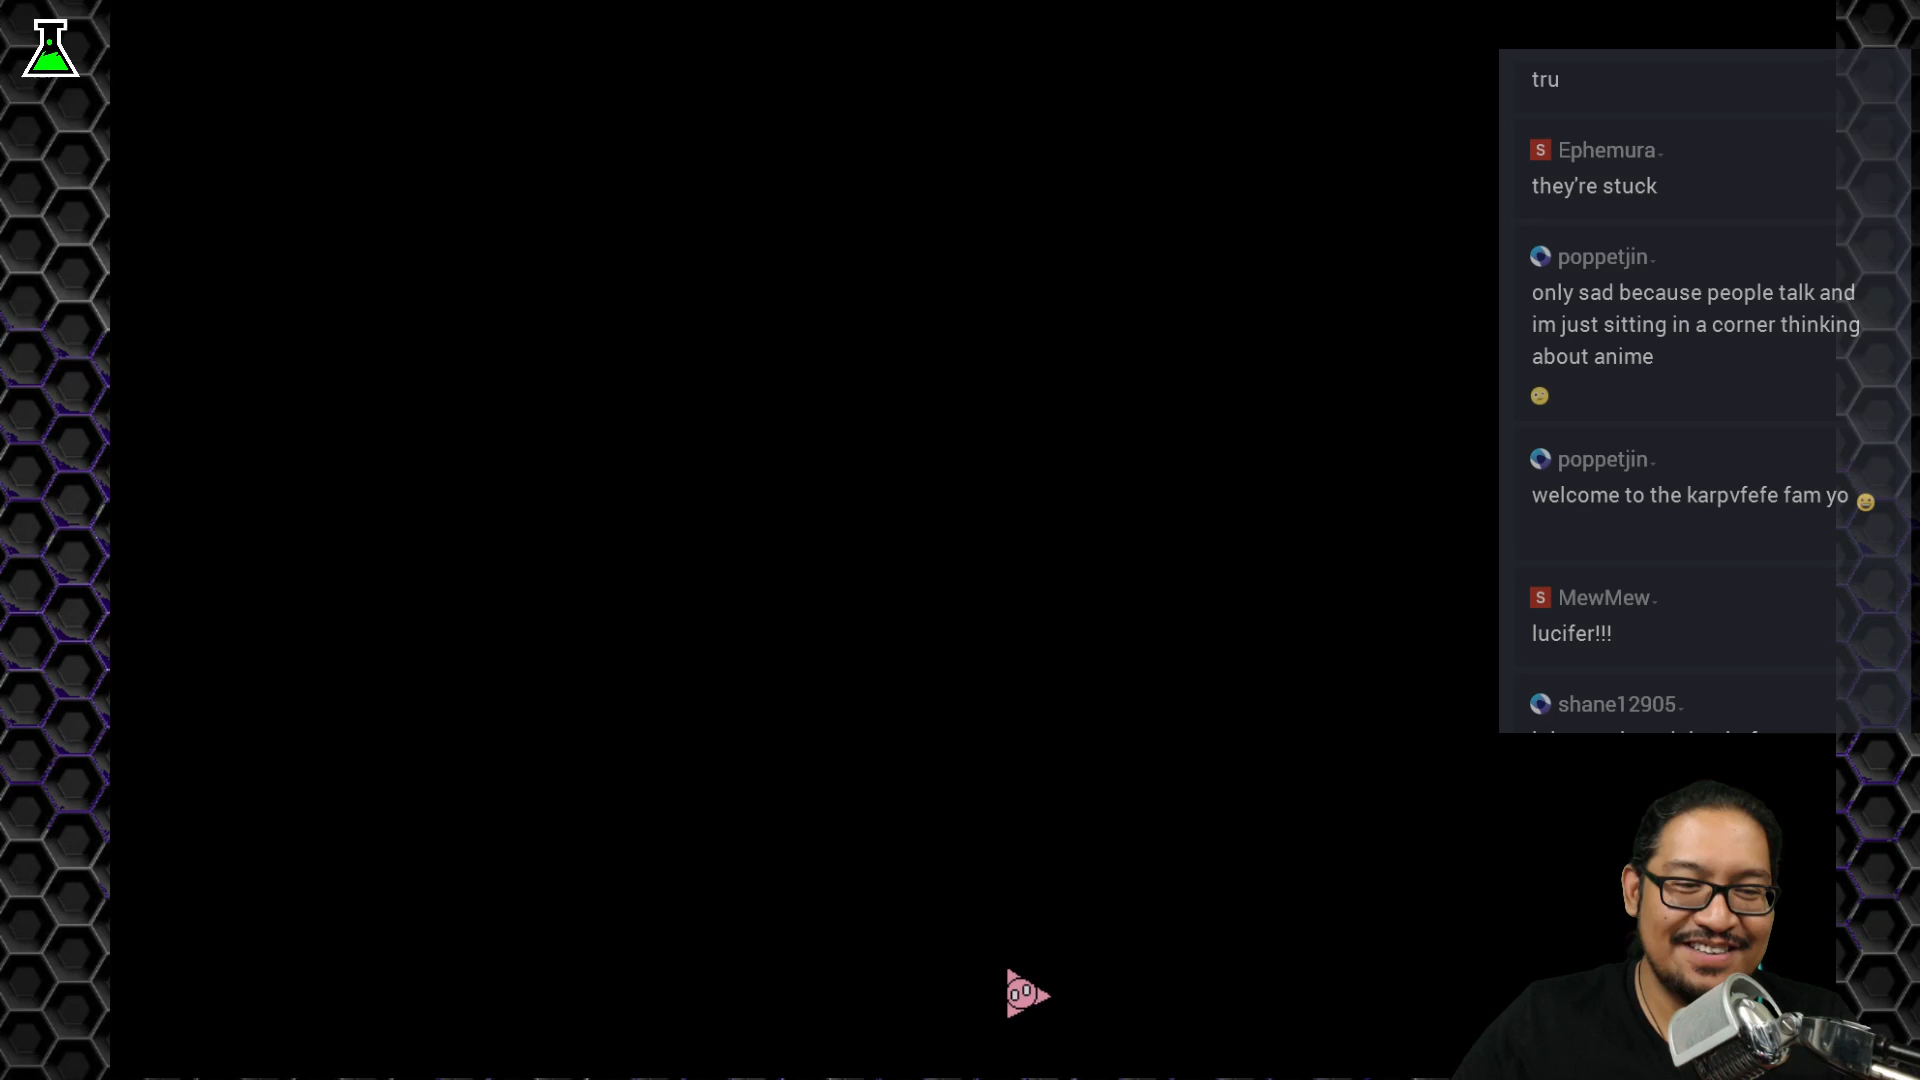 tru
S Ephemura
they're stuck
poppetjin
only sad because people talk and
im just sitting in a corner thinking
about anime
poppetjin
welcome to the karpvfefe fam yo
S MewMew
lucifer!!!
shane12905